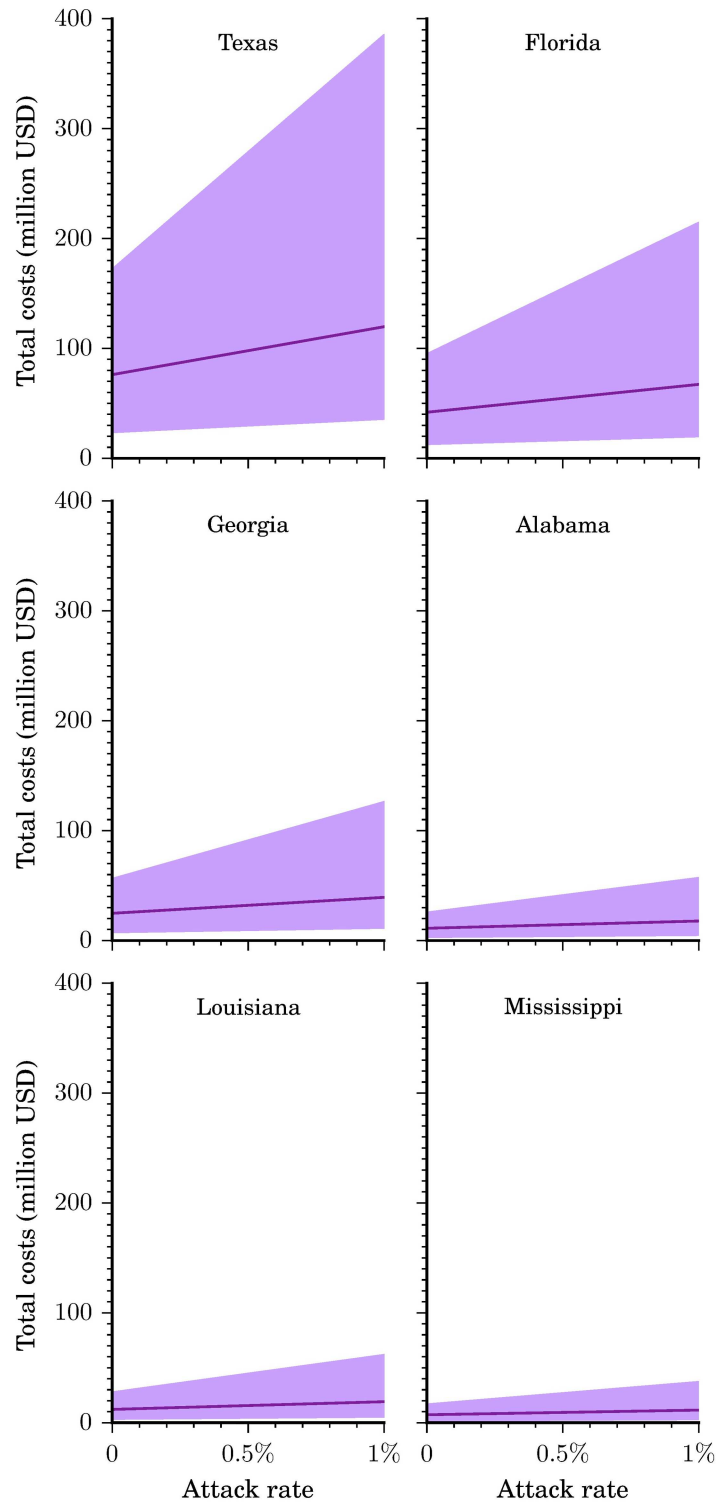 Texas
Florida
400
300
200
100
0
Total costs (million USD)
Georgia
Alabama
400
300
200
100
0
Total costs (million USD)
Louisiana
Mississippi
400
300
200
100
0
Total costs (million USD)
0 0.5% 1%
0 0.5% 1%
Attack rate
Attack rate